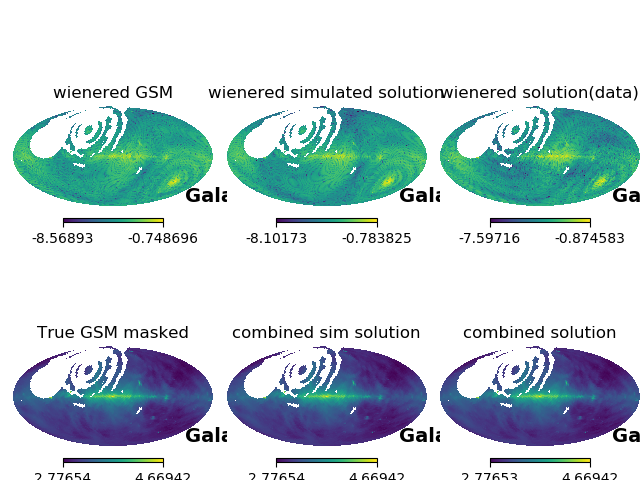 wienered GSM
wienered simulated solution
wienered solution(data)
Gala
Gala
Ga
-8.56893 -0.748696
-8.10173 -0.783825
-7.59716 -0.874583
True GSM masked
combined sim solution
combined solution
Gala
Gala
Ga
2.77654 4.66942
2.77654 4.66942
2.77653 4.66942